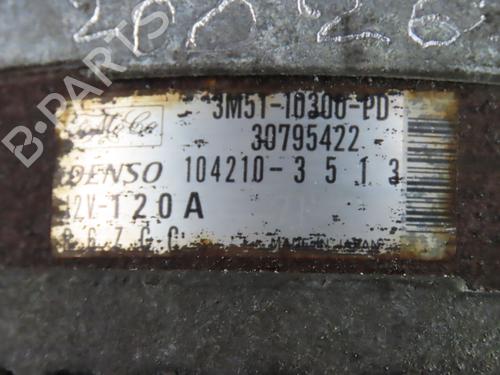 3M51-10300-PD
30795422
DENSO 104210-3513
12V-120A
MADE IN JAPAN